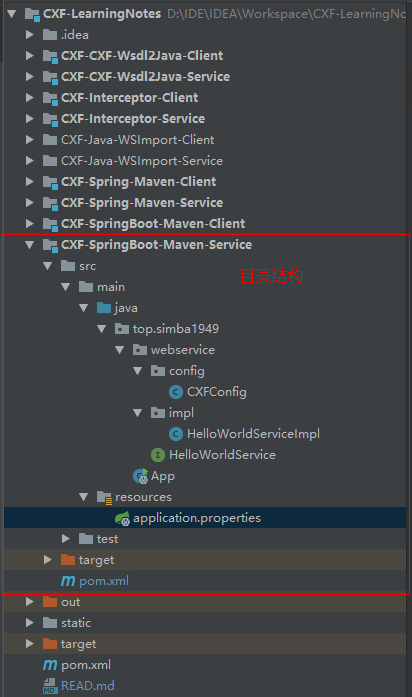 CXF-LearningNotes D:\IDE\IDEA\Workspace\CXF-LearningNo
.idea
CXF-CXF-Wsdl2Java-Client
CXF-CXF-Wsdl2Java-Service
CXF-Interceptor-Client
CXF-Interceptor-Service
CXF-Java-WSImport-Client
CXF-Java-WSImport-Service
CXF-Spring-Maven-Client
CXF-Spring-Maven-Service
CXF-SpringBoot-Maven-Client
CXF-SpringBoot-Maven-Service
src
目录结构
main
java
top.simba1949
webservice
config
CXFConfig
impl
HelloWorldServiceImpl
HelloWorldService
App
resources
application.properties
test
target
pom.xml
out
static
target
pom.xml
READ.md